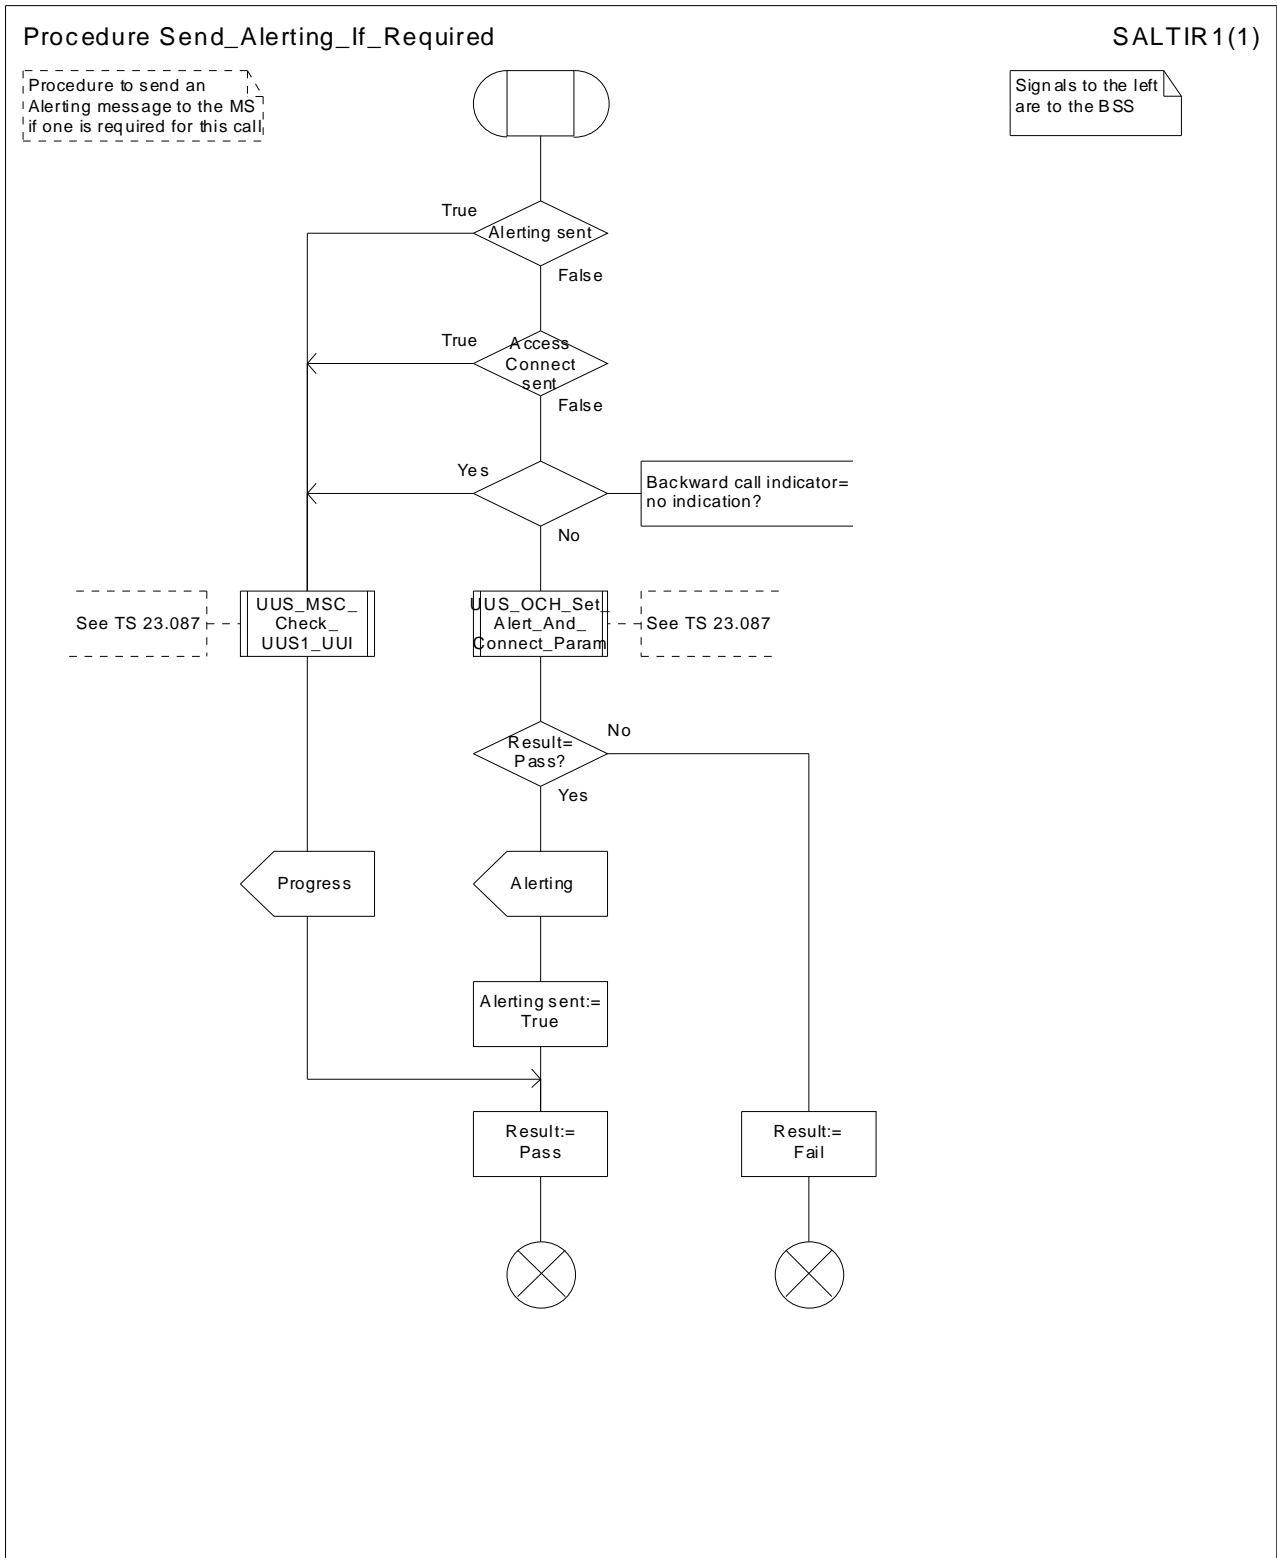 Procedure Send_Alerting_If_Required
SALTIR1(1)
Procedure to send an
Alerting message to the MS
if one is required for this call
Signals to the left
are to the BSS
True
Alerting sent
False
True
Access
Connect
sent
False
Yes
Backward call indicator=
no indication?
No
See TS 23.087
UUS_MSC_
Check_
UUS1_UUI
UUS_OCH_Set_
Alert_And_
Connect_Param
See TS 23.087
Result=
Pass?
No
Yes
Progress
Alerting
Alerting sent:=
True
Result:=
Pass
Result:=
Fail